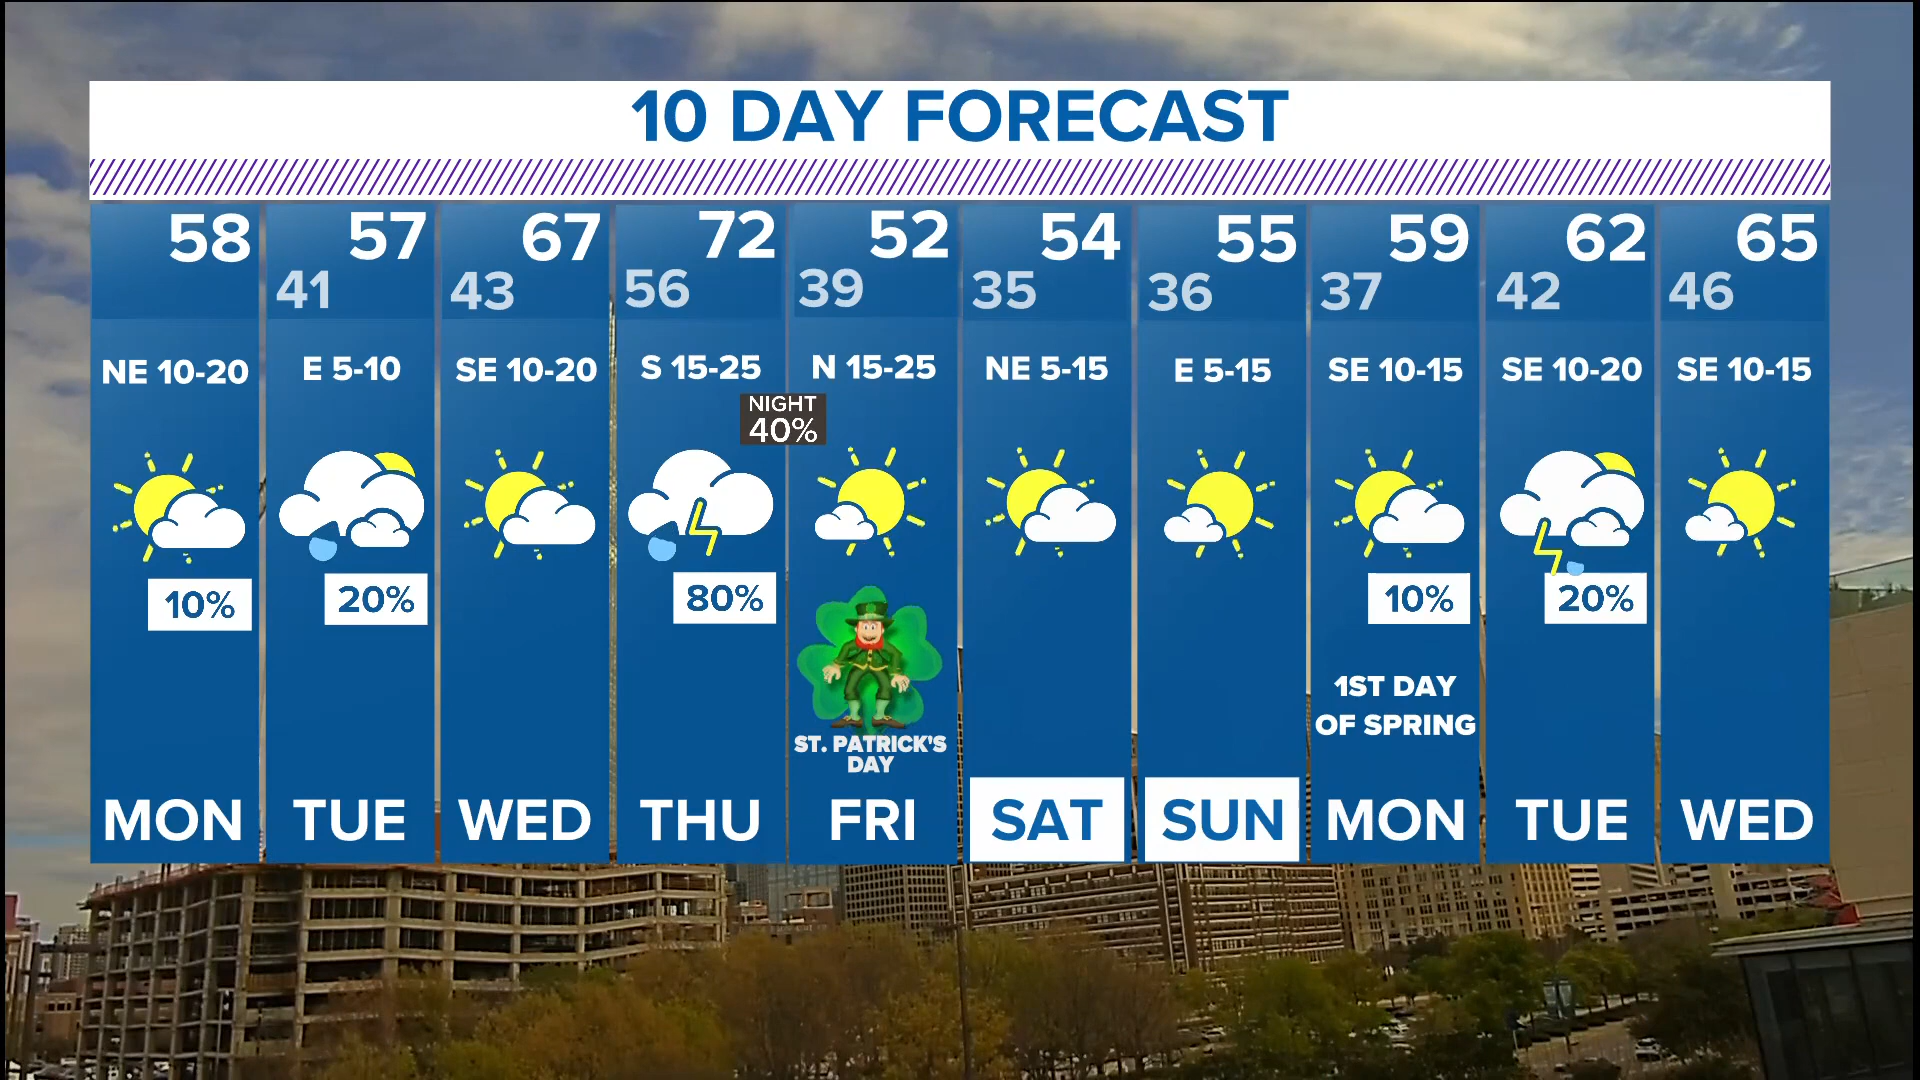 10 DAY FORECAST
58 57 67 72 52 54 55 59 62 65
41 43 56 39 35 36 37 42 46
NE 10-20 E 5-10 SE 10-20 S 15-25 N 15-25 NE 5-15 E 5-15 SE 10-15 SE 10-20 SE 10-15
NIGHT
40%
10% 20% 80% 10% 20%
1ST DAY
OF SPRING
ST. PATRICK'S
DAY
MON TUE WED THU FRI SAT SUN MON TUE WED